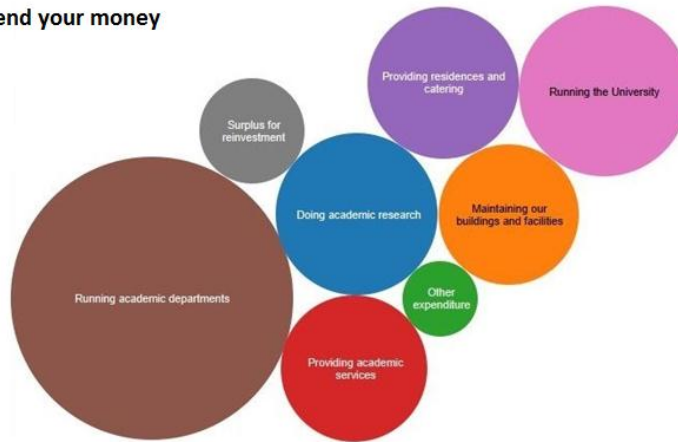 end your money
Providing residences and
catering
Running the University
Surplus for
reinvestment
Doing academic research
Maintaining our
buildings and facilities
Running academic departments
Other
expenditure
Providing academic
services